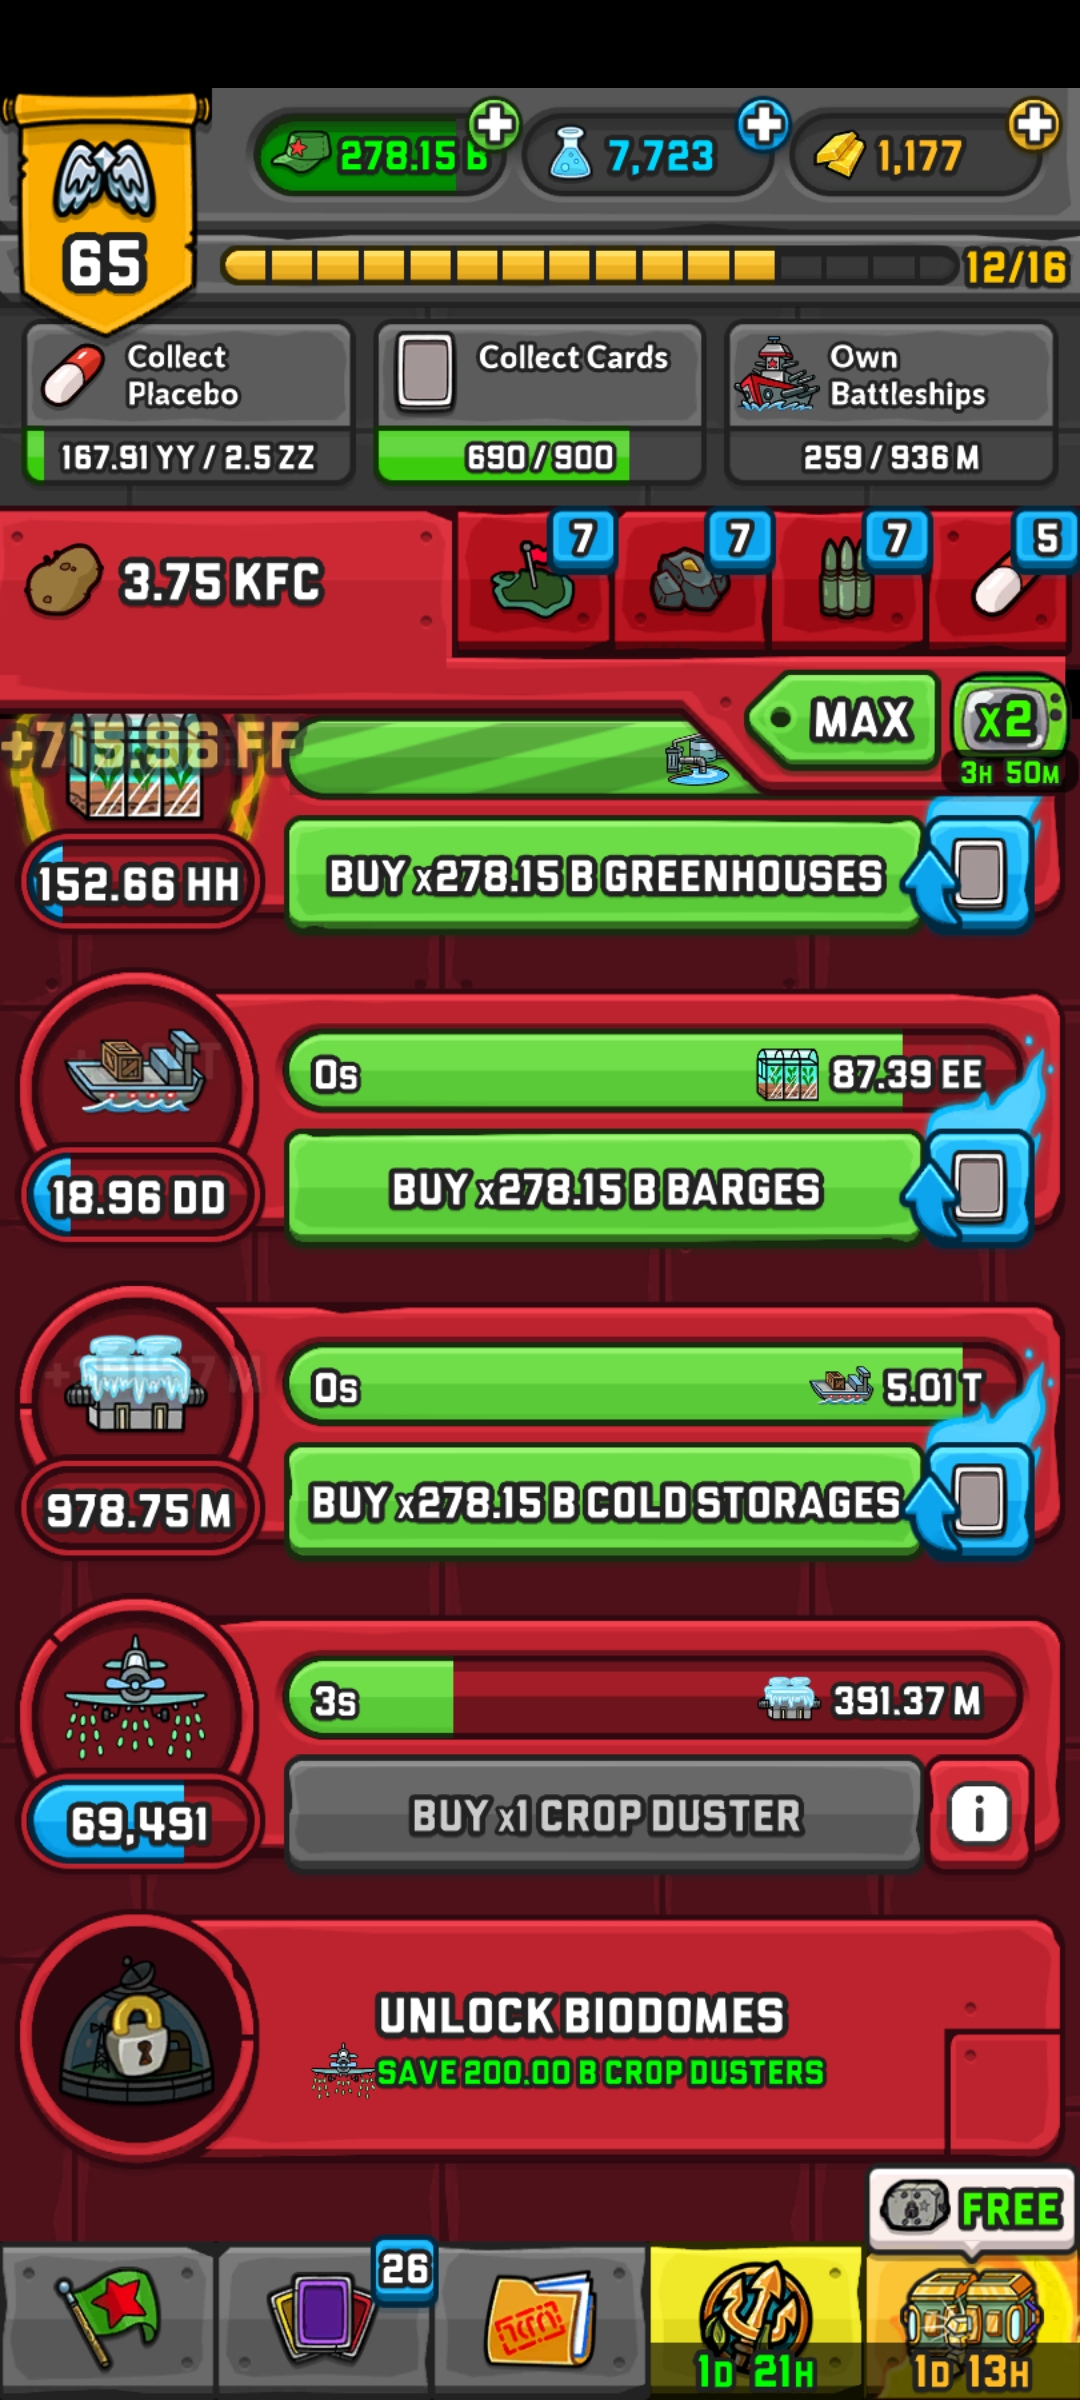 278.15 B
7,723
1,177
65
12/16
Collect
Placebo
167.91 YY / 2.5 ZZ
Collect Cards
690 / 900
Own
Battleships
259 / 936 M
3.75 KFC
7
7
7
5
MAX
x2
3H 50M
+715.96 FF
152.66 HH
BUY x278.15 B GREENHOUSES
0s
87.39 EE
18.96 DD
BUY x278.15 B BARGES
0s
5.01 T
978.75 M
BUY x278.15 B COLD STORAGES
3s
391.37 M
69,491
BUY x1 CROP DUSTER
i
UNLOCK BIODOMES
SAVE 200.00 B CROP DUSTERS
FREE
26
1D 21H
1D 13H